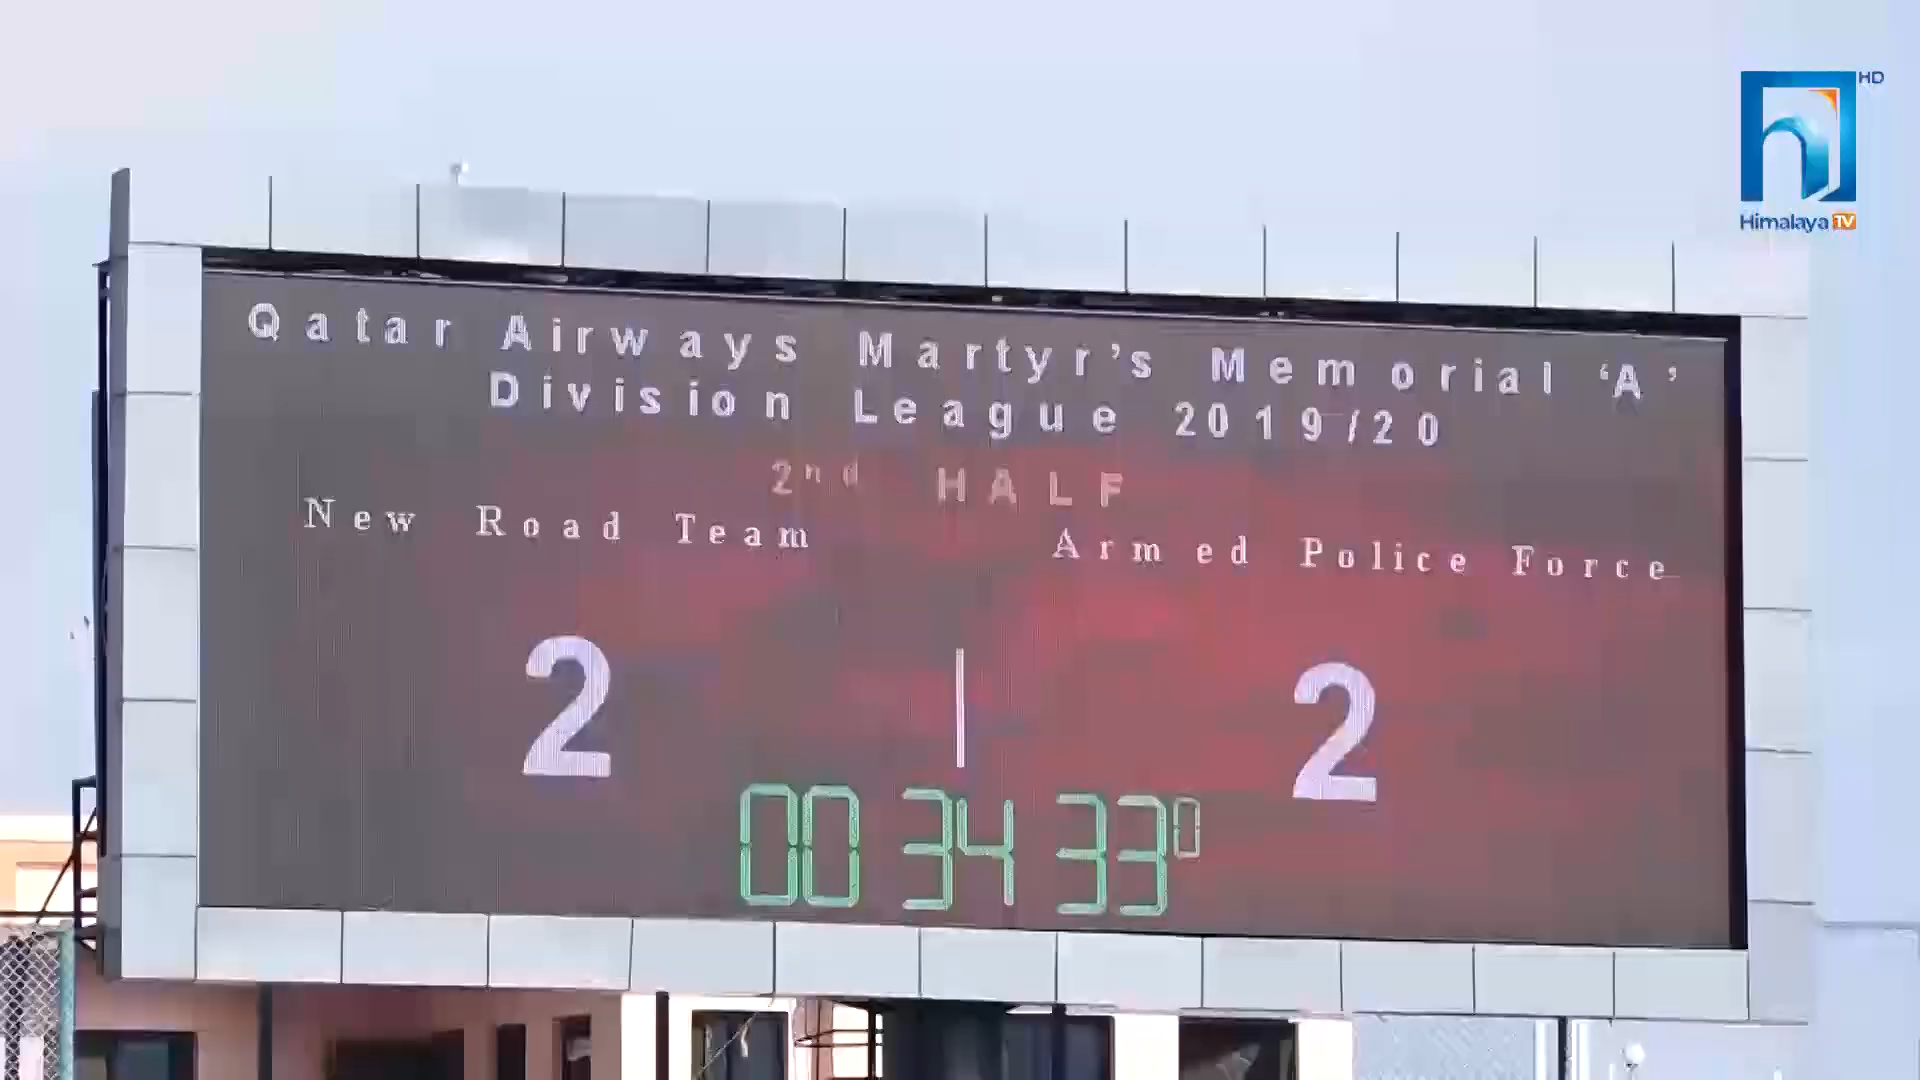 HD
Himalaya TV
Qatar Airways Martyr's Memorial 'A'
Division League 2019/20
2nd HALF
New Road Team Armed Police Force
2 | 2
00 34 33 0